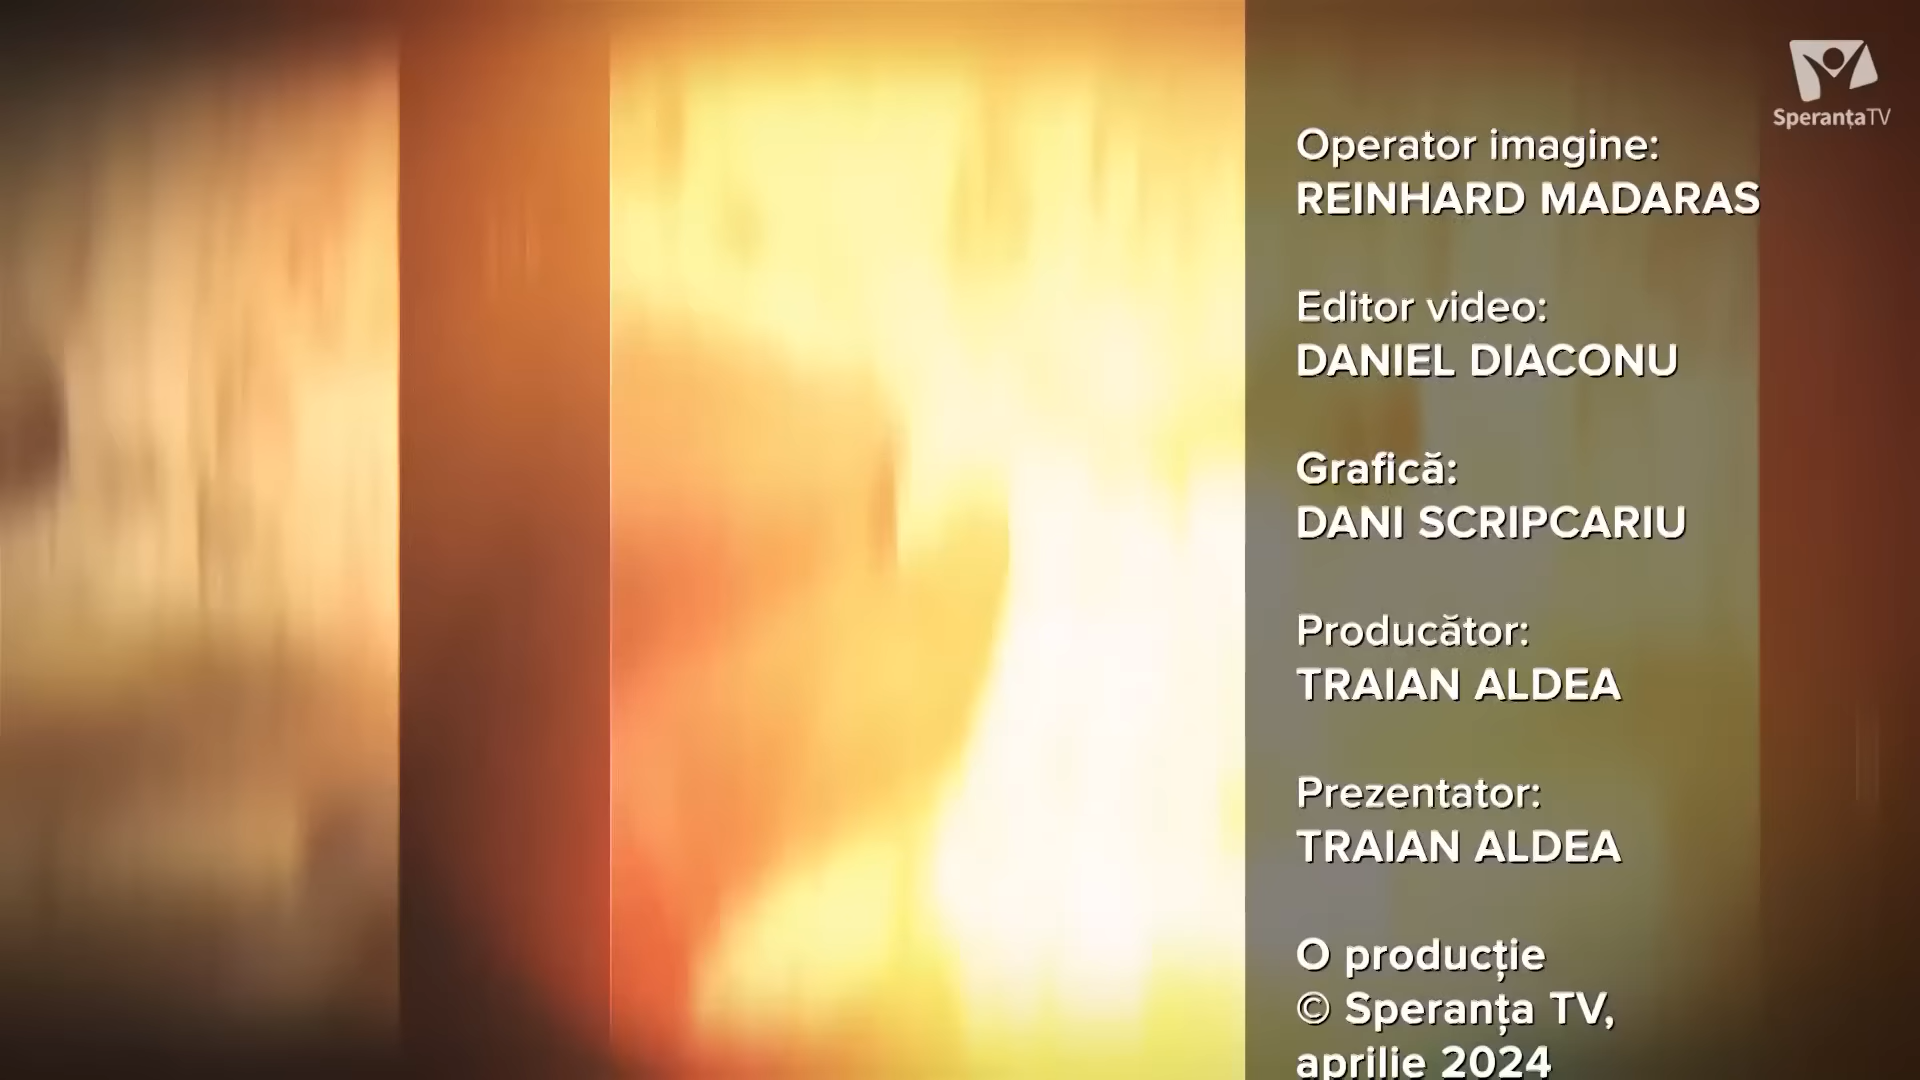 SperanțaTV
Operator imagine:
REINHARD MADARAS
Editor video:
DANIEL DIACONU
Grafică:
DANI SCRIPCARIU
Producător:
TRAIAN ALDEA
Prezentator:
TRAIAN ALDEA
O producție
© Speranța TV,
aprilie 2024